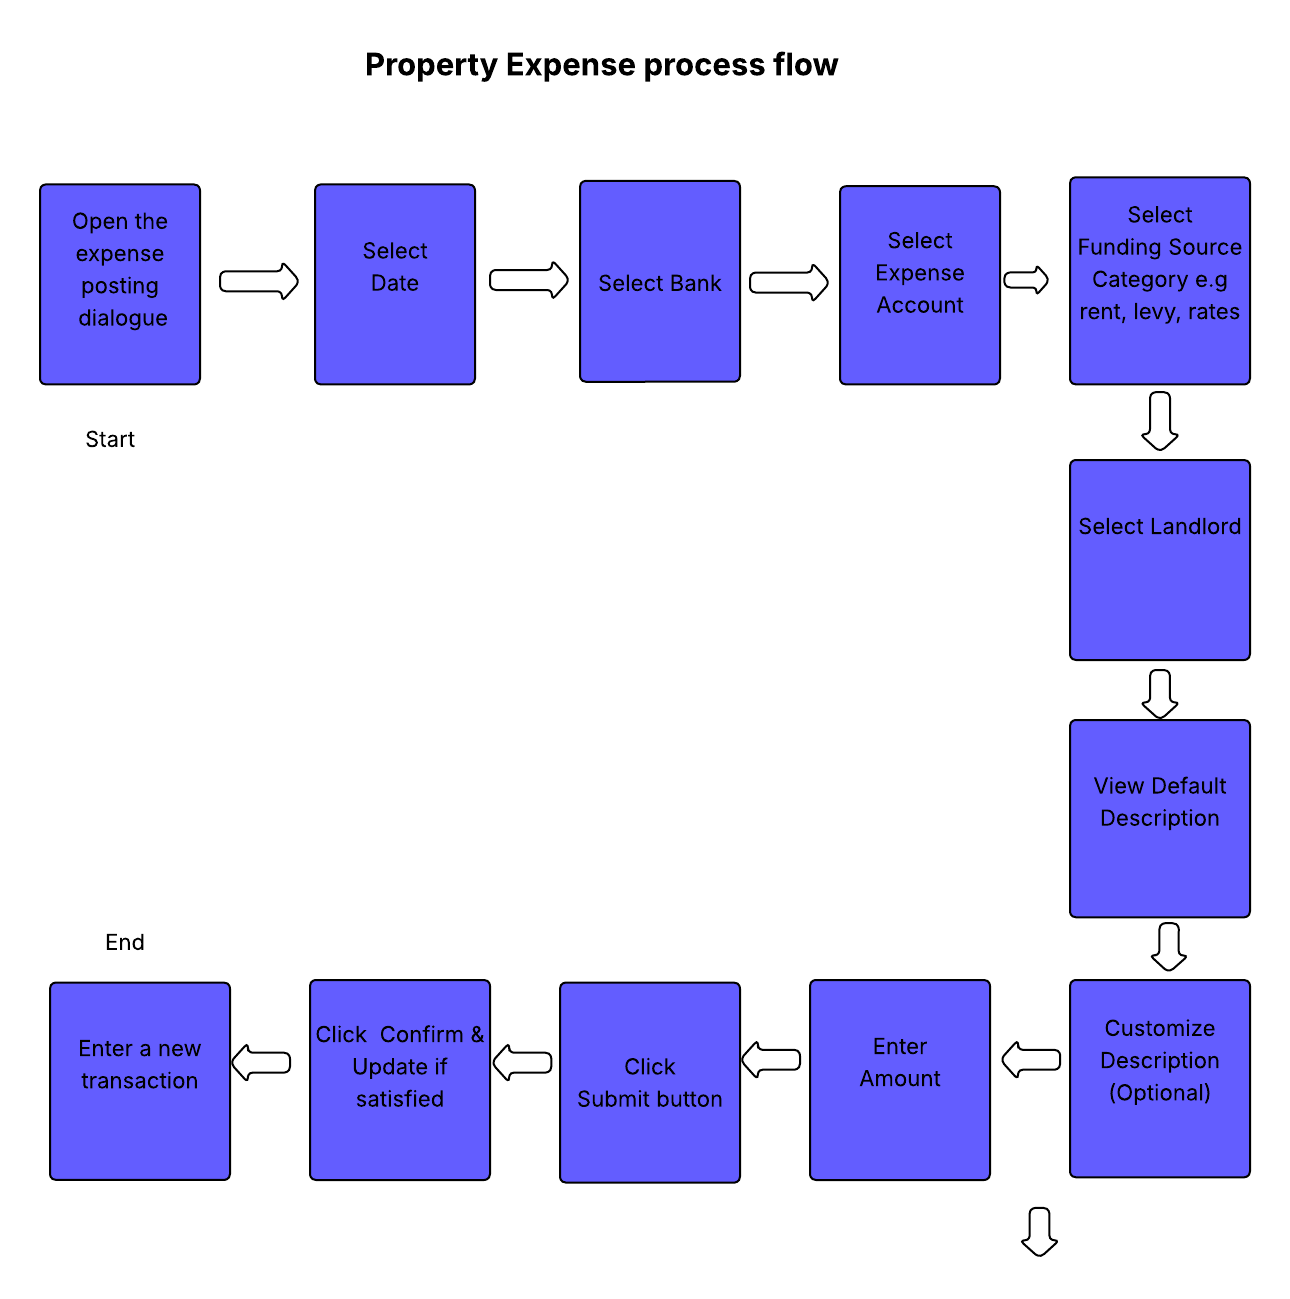 Property Expense process flow
Open the
expense
posting
dialogue
Select
Date
Select Bank
Select
Expense
Account
Select
Funding Source
Category e.g
rent, levy, rates
Start
Select Landlord
View Default
Description
Customize
Description
(Optional)
Enter
Amount
Click
Submit button
Click  Confirm &
Update if
satisfied
End
Enter a new
transaction